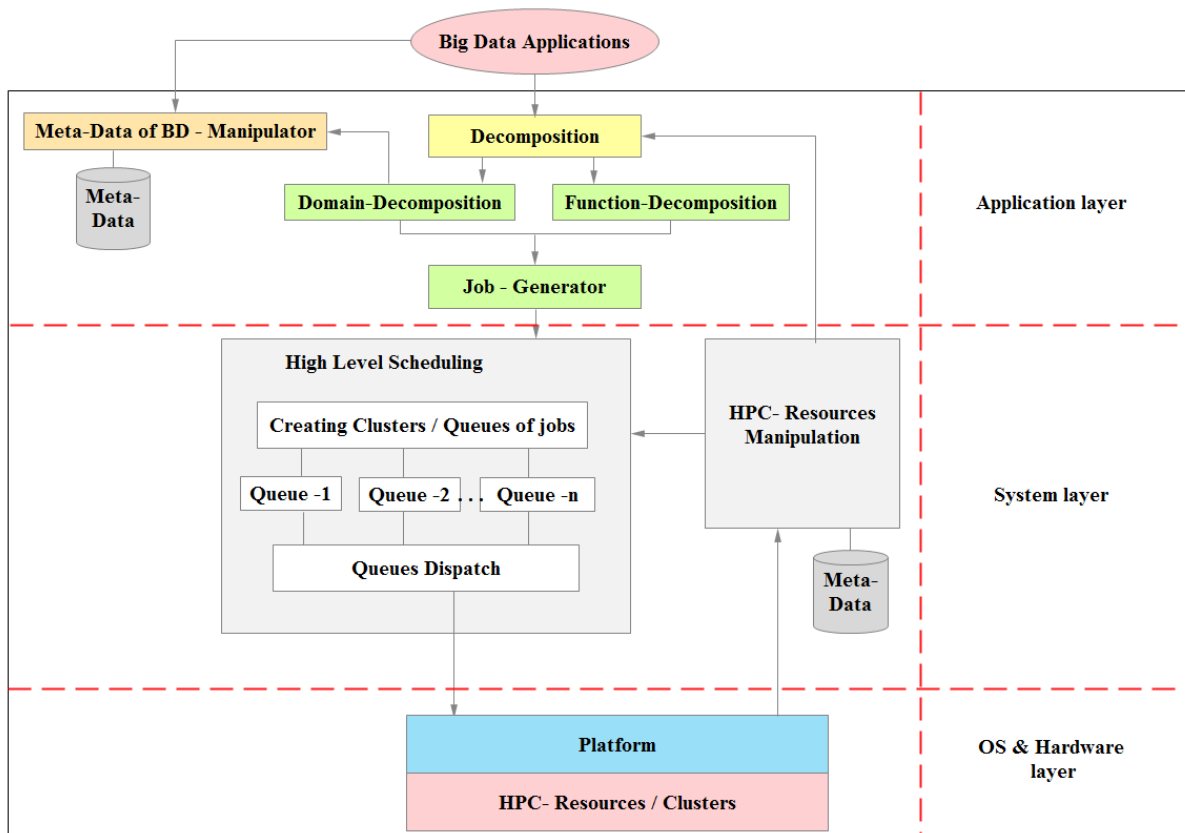 Big Data Applications
Meta-Data of BD - Manipulator
Decomposition
Meta-
Data
Domain-Decomposition
Function-Decomposition
Application layer
Job - Generator
High Level Scheduling
Creating Clusters / Queues of jobs
Queue -1
Queue -2
. . .
Queue -n
Queues Dispatch
HPC- Resources
Manipulation
System layer
Meta-
Data
Platform
HPC- Resources / Clusters
OS & Hardware
layer